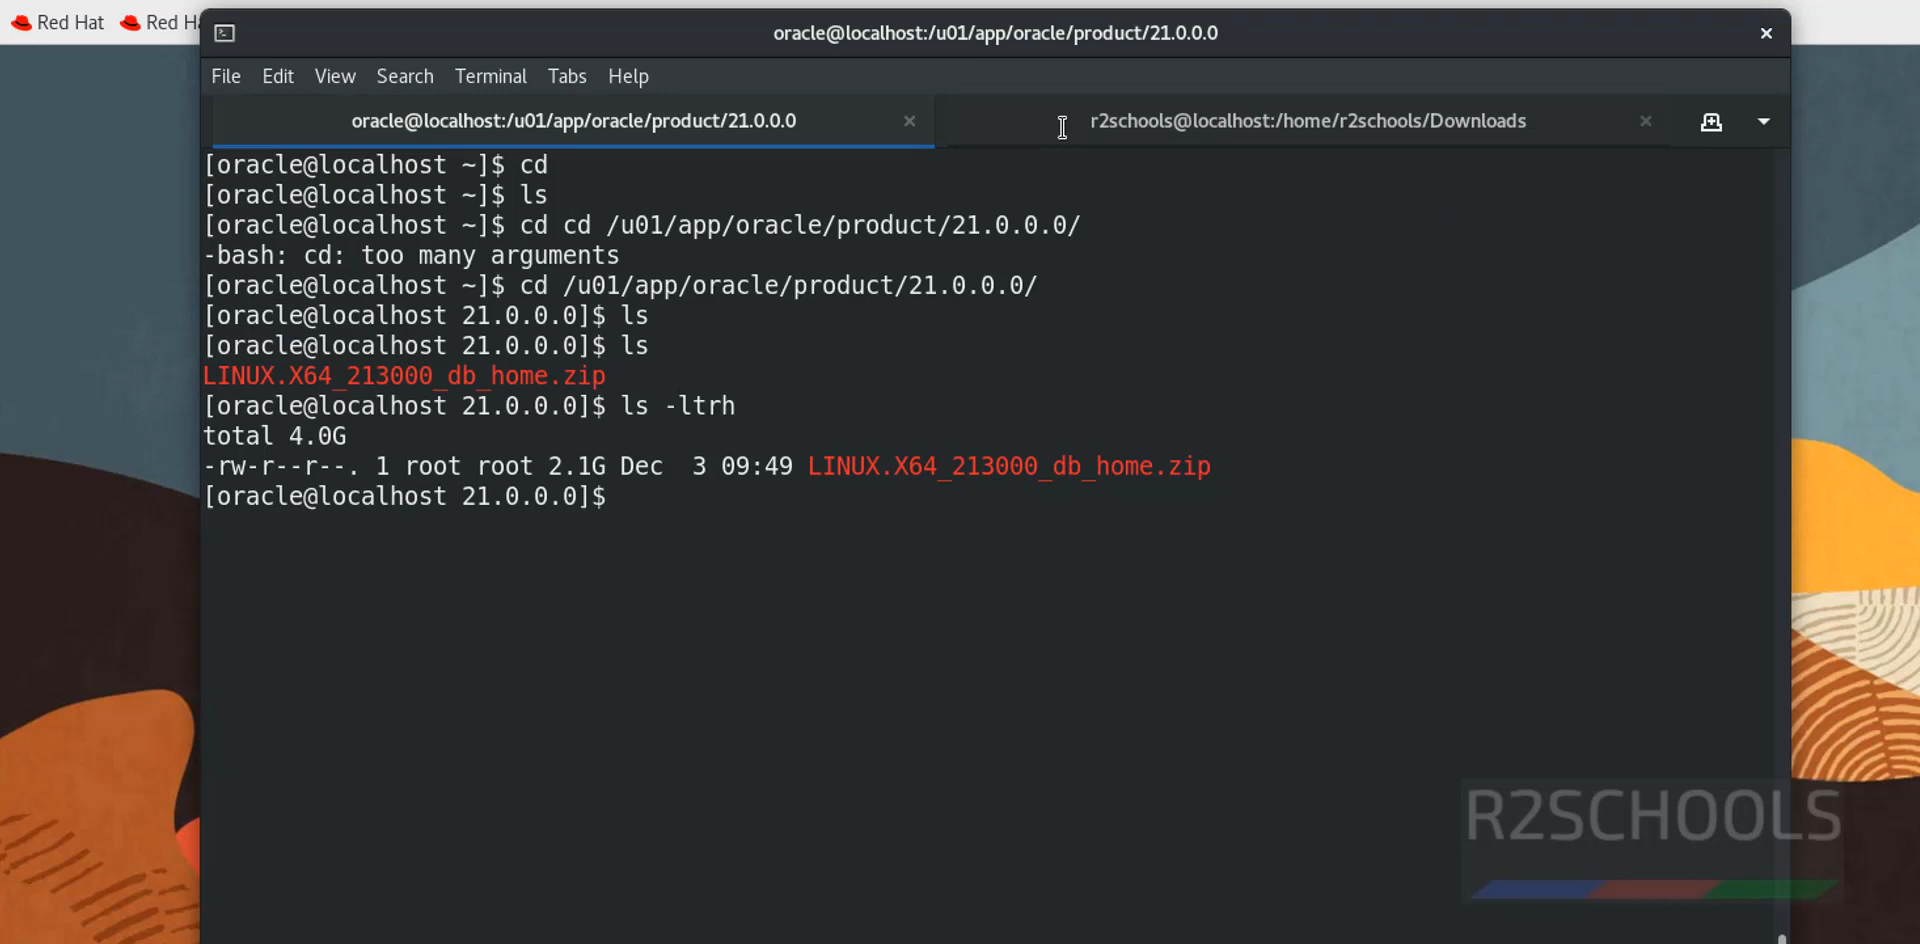 Red Hat
Red Ha
oracle@localhost:/u01/app/oracle/product/21.0.0.0
File Edit View Search Terminal Tabs Help
oracle@localhost:/u01/app/oracle/product/21.0.0.0
r2schools@localhost:/home/r2schools/Downloads
[oracle@localhost ~]$ cd
[oracle@localhost ~]$ ls
[oracle@localhost ~]$ cd cd /u01/app/oracle/product/21.0.0.0/
-bash: cd: too many arguments
[oracle@localhost ~]$ cd /u01/app/oracle/product/21.0.0.0/
[oracle@localhost 21.0.0.0]$ ls
[oracle@localhost 21.0.0.0]$ ls
LINUX.X64_213000_db_home.zip
[oracle@localhost 21.0.0.0]$ ls -ltrh
total 4.0G
-rw-r--r--. 1 root root 2.1G Dec  3 09:49 LINUX.X64_213000_db_home.zip
[oracle@localhost 21.0.0.0]$
R2SCHOOLS